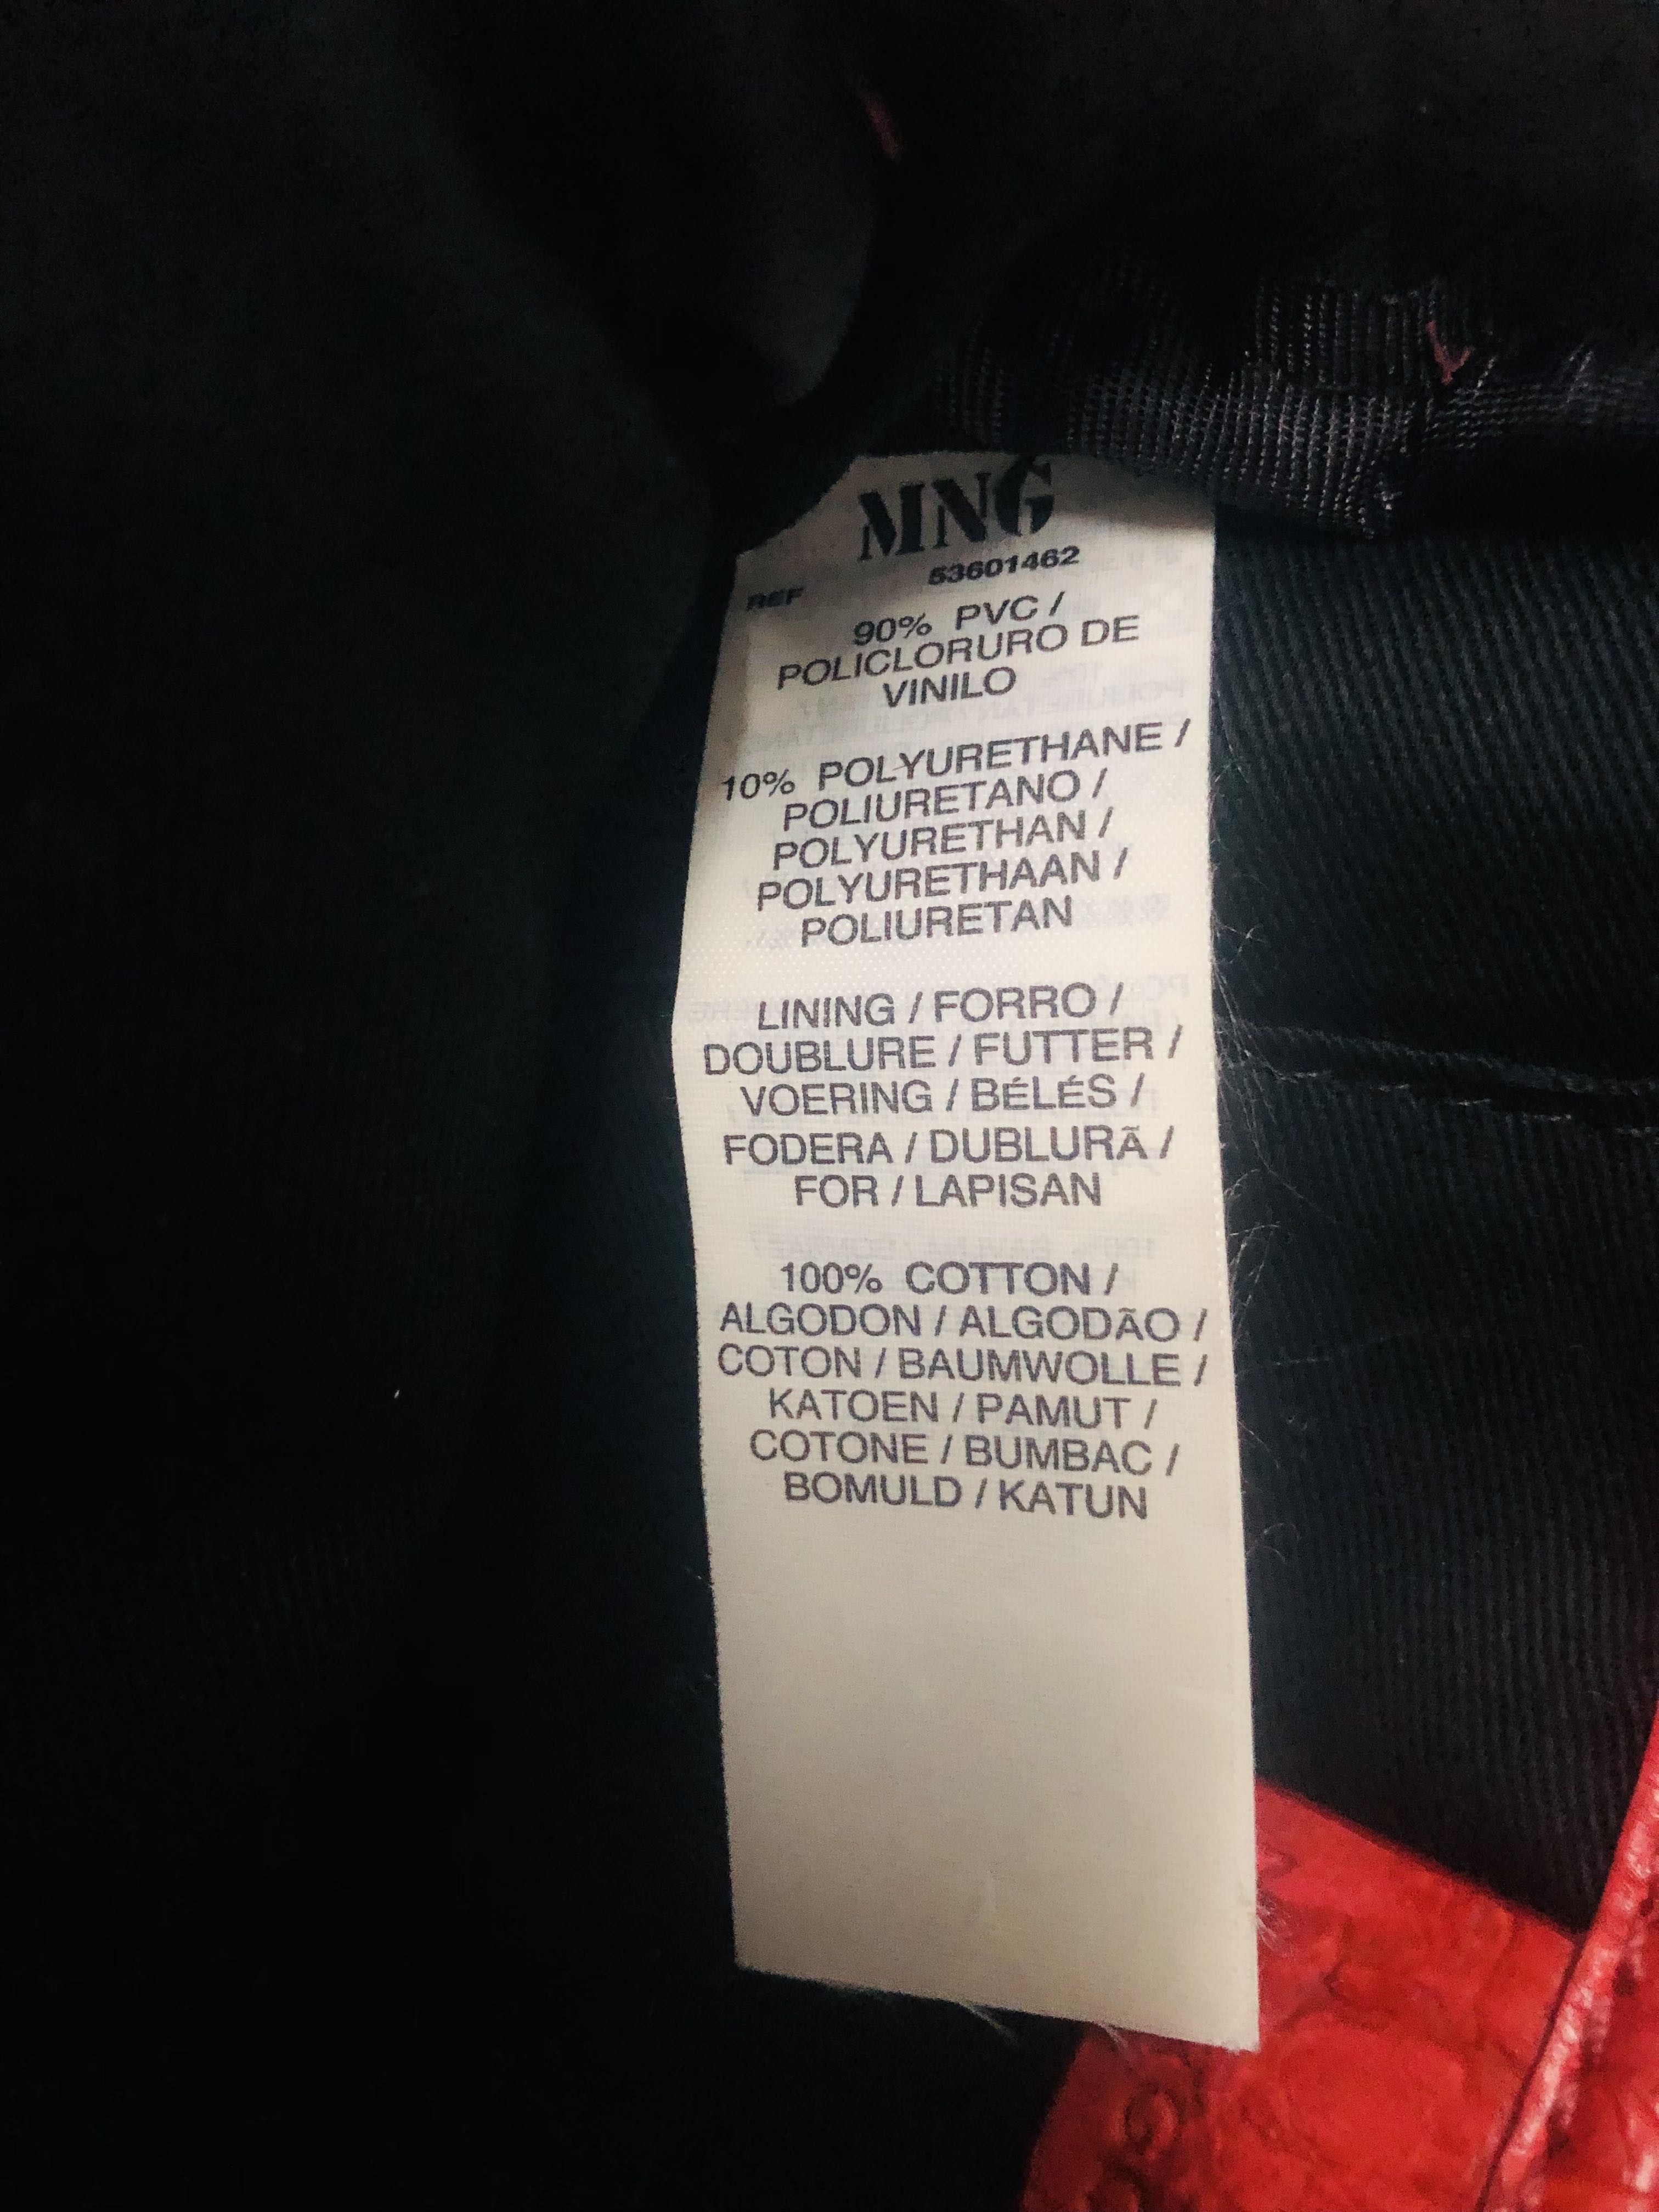 MNG
REF 53601462
90% PVC /
POLICLORURO DE
VINILO
10% POLYURETHANE /
POLIURETANO /
POLYURETHAN /
POLYURETHAAN /
POLIURETAN
LINING / FORRO /
DOUBLURE / FUTTER /
VOERING / BÉLÉS /
FODERA / DUBLURÃ /
FOR / LAPISAN
100% COTTON /
ALGODON / ALGODÃO /
COTON / BAUMWOLLE /
KATOEN / PAMUT /
COTONE / BUMBAC /
BOMULD / KATUN